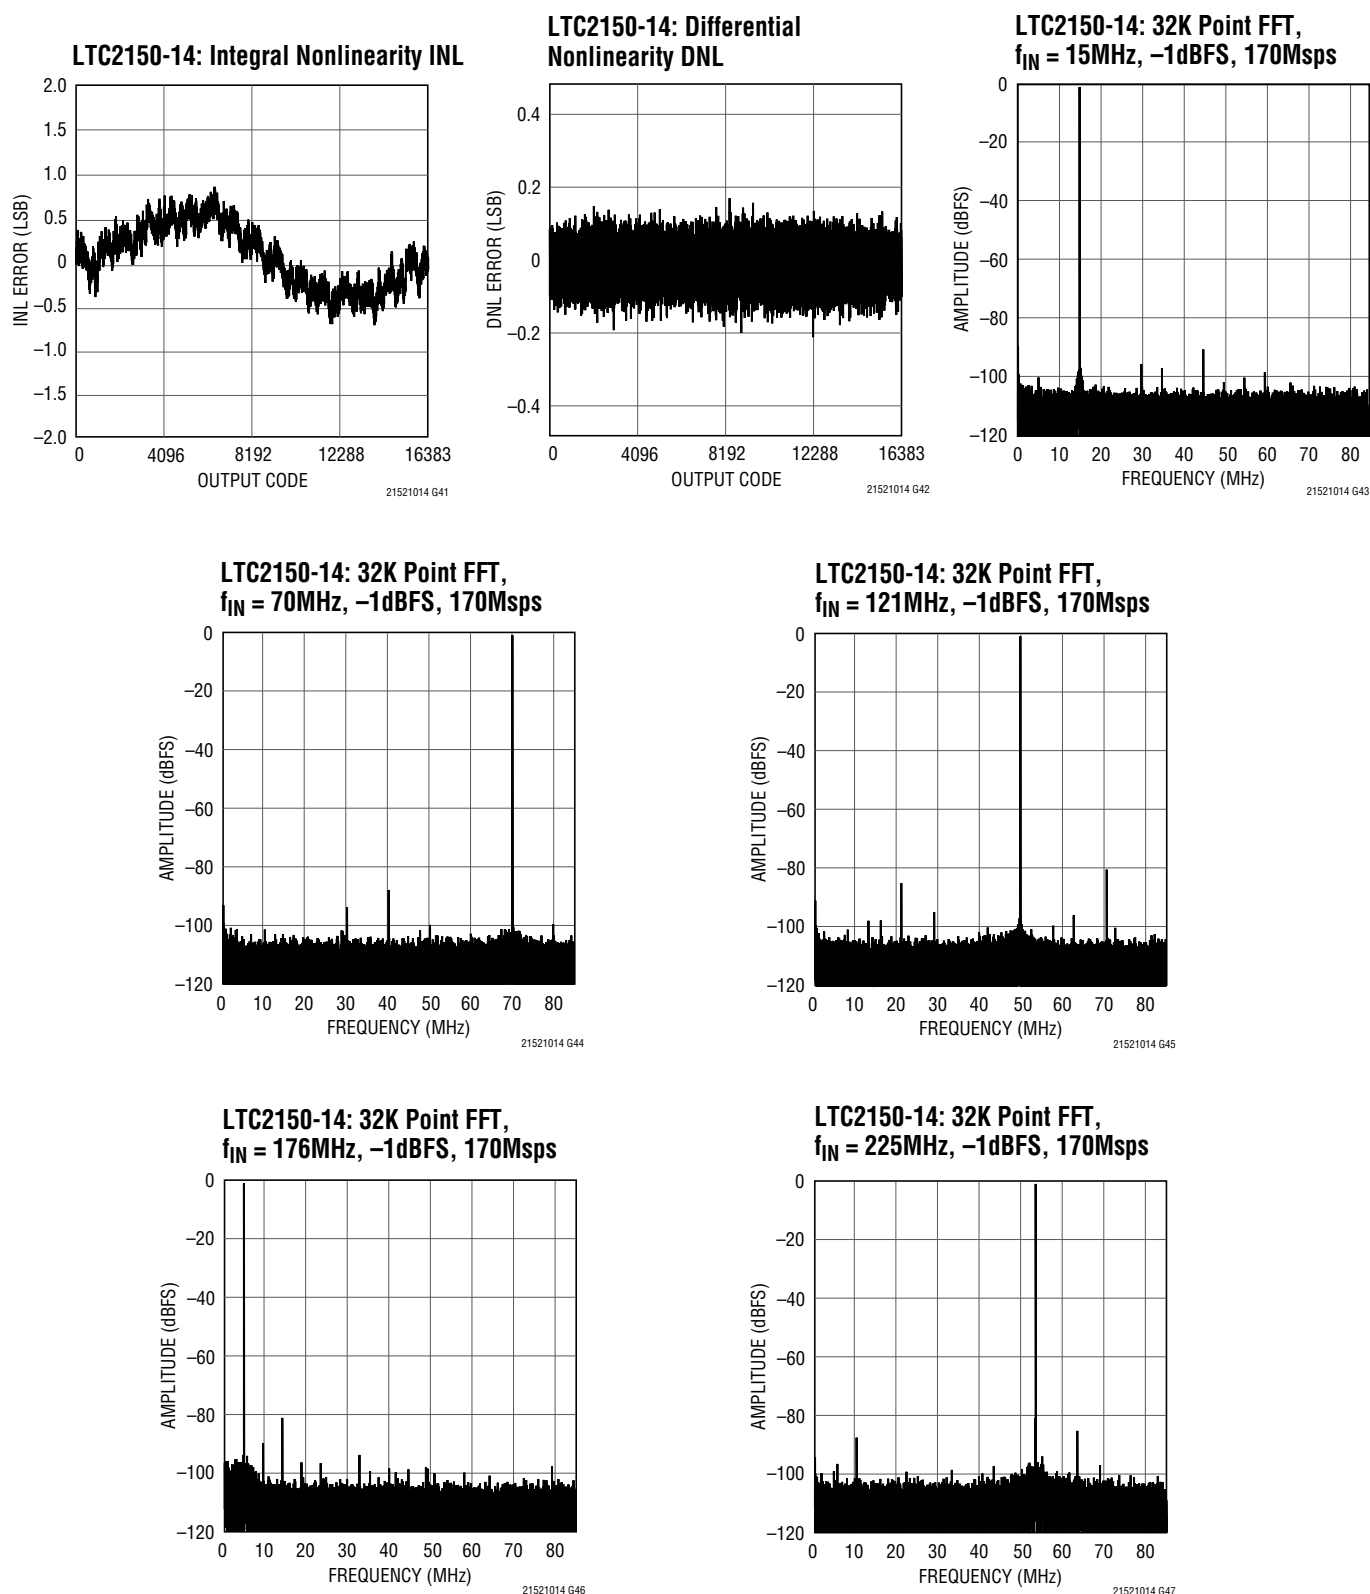 LTC2150-14: Integral Nonlinearity INL
2.0
1.5
1.0
0.5
0
–0.5
–1.0
–1.5
–2.0
INL ERROR (LSB)
0 4096 8192 12288 16383
OUTPUT CODE
21521014 G41
LTC2150-14: Differential
Nonlinearity DNL
0.4
0.2
0
–0.2
–0.4
DNL ERROR (LSB)
0 4096 8192 12288 16383
OUTPUT CODE
21521014 G42
LTC2150-14: 32K Point FFT,
fIN = 15MHz, –1dBFS, 170Msps
0
–20
–40
–60
–80
–100
–120
AMPLITUDE (dBFS)
0 10 20 30 40 50 60 70 80
FREQUENCY (MHz)
21521014 G43
LTC2150-14: 32K Point FFT,
fIN = 70MHz, –1dBFS, 170Msps
0
–20
–40
–60
–80
–100
–120
AMPLITUDE (dBFS)
0 10 20 30 40 50 60 70 80
FREQUENCY (MHz)
21521014 G44
LTC2150-14: 32K Point FFT,
fIN = 121MHz, –1dBFS, 170Msps
0
–20
–40
–60
–80
–100
–120
AMPLITUDE (dBFS)
0 10 20 30 40 50 60 70 80
FREQUENCY (MHz)
21521014 G45
LTC2150-14: 32K Point FFT,
fIN = 176MHz, –1dBFS, 170Msps
0
–20
–40
–60
–80
–100
–120
AMPLITUDE (dBFS)
0 10 20 30 40 50 60 70 80
FREQUENCY (MHz)
21521014 G46
LTC2150-14: 32K Point FFT,
fIN = 225MHz, –1dBFS, 170Msps
0
–20
–40
–60
–80
–100
–120
AMPLITUDE (dBFS)
0 10 20 30 40 50 60 70 80
FREQUENCY (MHz)
21521014 G47